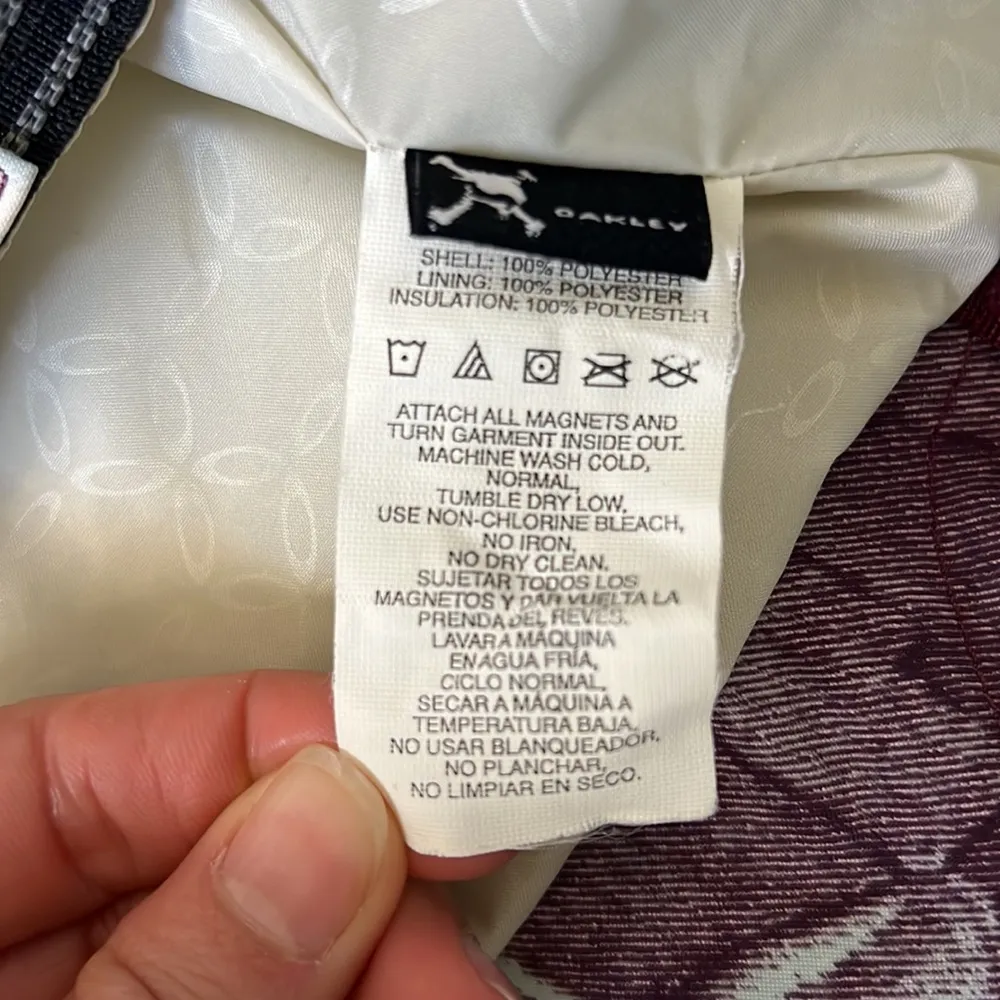 OAKLEY
SHELL: 100% POLYESTER
LINING: 100% POLYESTER
INSULATION: 100% POLYESTER
ATTACH ALL MAGNETS AND
TURN GARMENT INSIDE OUT.
MACHINE WASH COLD,
NORMAL,
TUMBLE DRY LOW,
USE NON-CHLORINE BLEACH,
NO IRON,
NO DRY CLEAN.
SUJETAR TODOS LOS
MAGNETOS Y DAR VUELTA LA
PRENDA DEL REVES.
LAVAR A MÁQUINA
EN AGUA FRÍA,
CICLO NORMAL,
SECAR A MÁQUINA A
TEMPERATURA BAJA,
NO USAR BLANQUEADOR,
NO PLANCHAR,
NO LIMPIAR EN SECO.